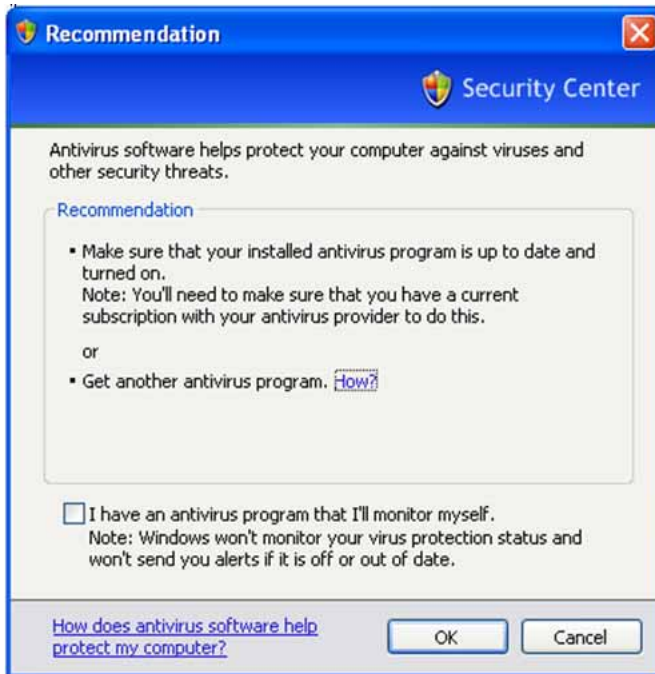 Recommendation
Security Center
Antivirus software helps protect your computer against viruses and
other security threats.
Recommendation
▪ Make sure that your installed antivirus program is up to date and
turned on.
Note: You'll need to make sure that you have a current
subscription with your antivirus provider to do this.
or
▪ Get another antivirus program. How?
I have an antivirus program that I'll monitor myself.
Note: Windows won't monitor your virus protection status and
won't send you alerts if it is off or out of date.
How does antivirus software help
protect my computer?
OK
Cancel